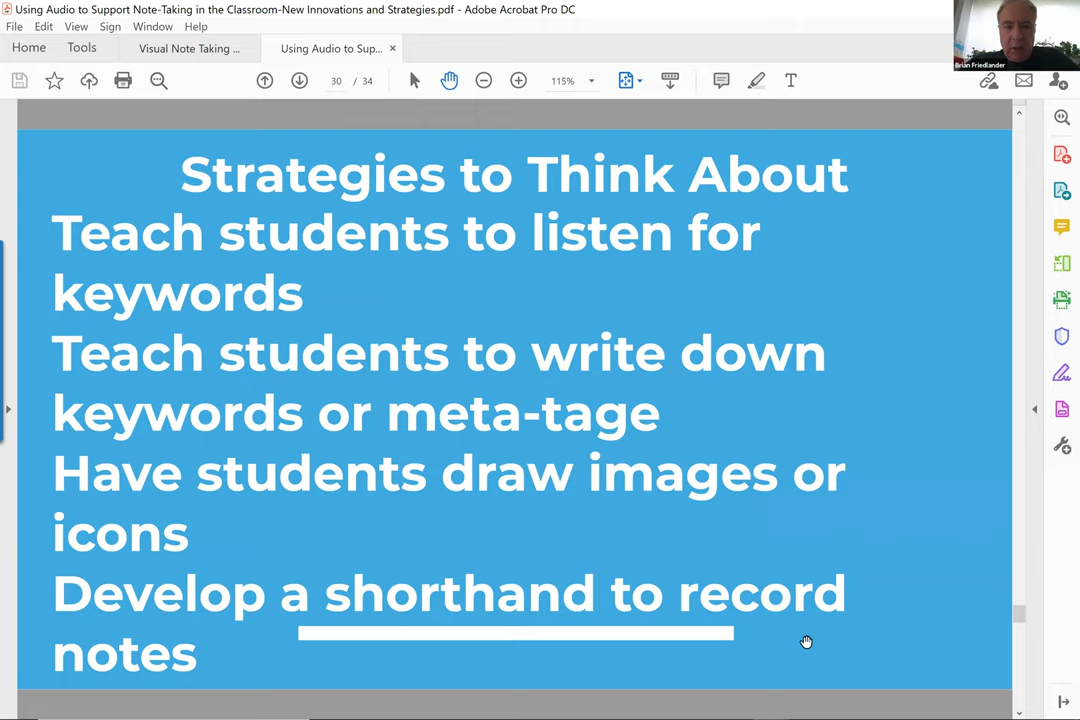 Using Audio to Support Note-Taking in the Classroom-New Innovations and Strategies.pdf - Adobe Acrobat Pro DC
File Edit View Sign Window Help
Home Tools Visual Note Taking ... Using Audio to Sup... ×
30 / 34 115%
Brian Friedlander
Strategies to Think About
Teach students to listen for
keywords
Teach students to write down
keywords or meta-tage
Have students draw images or
icons
Develop a shorthand to record
notes